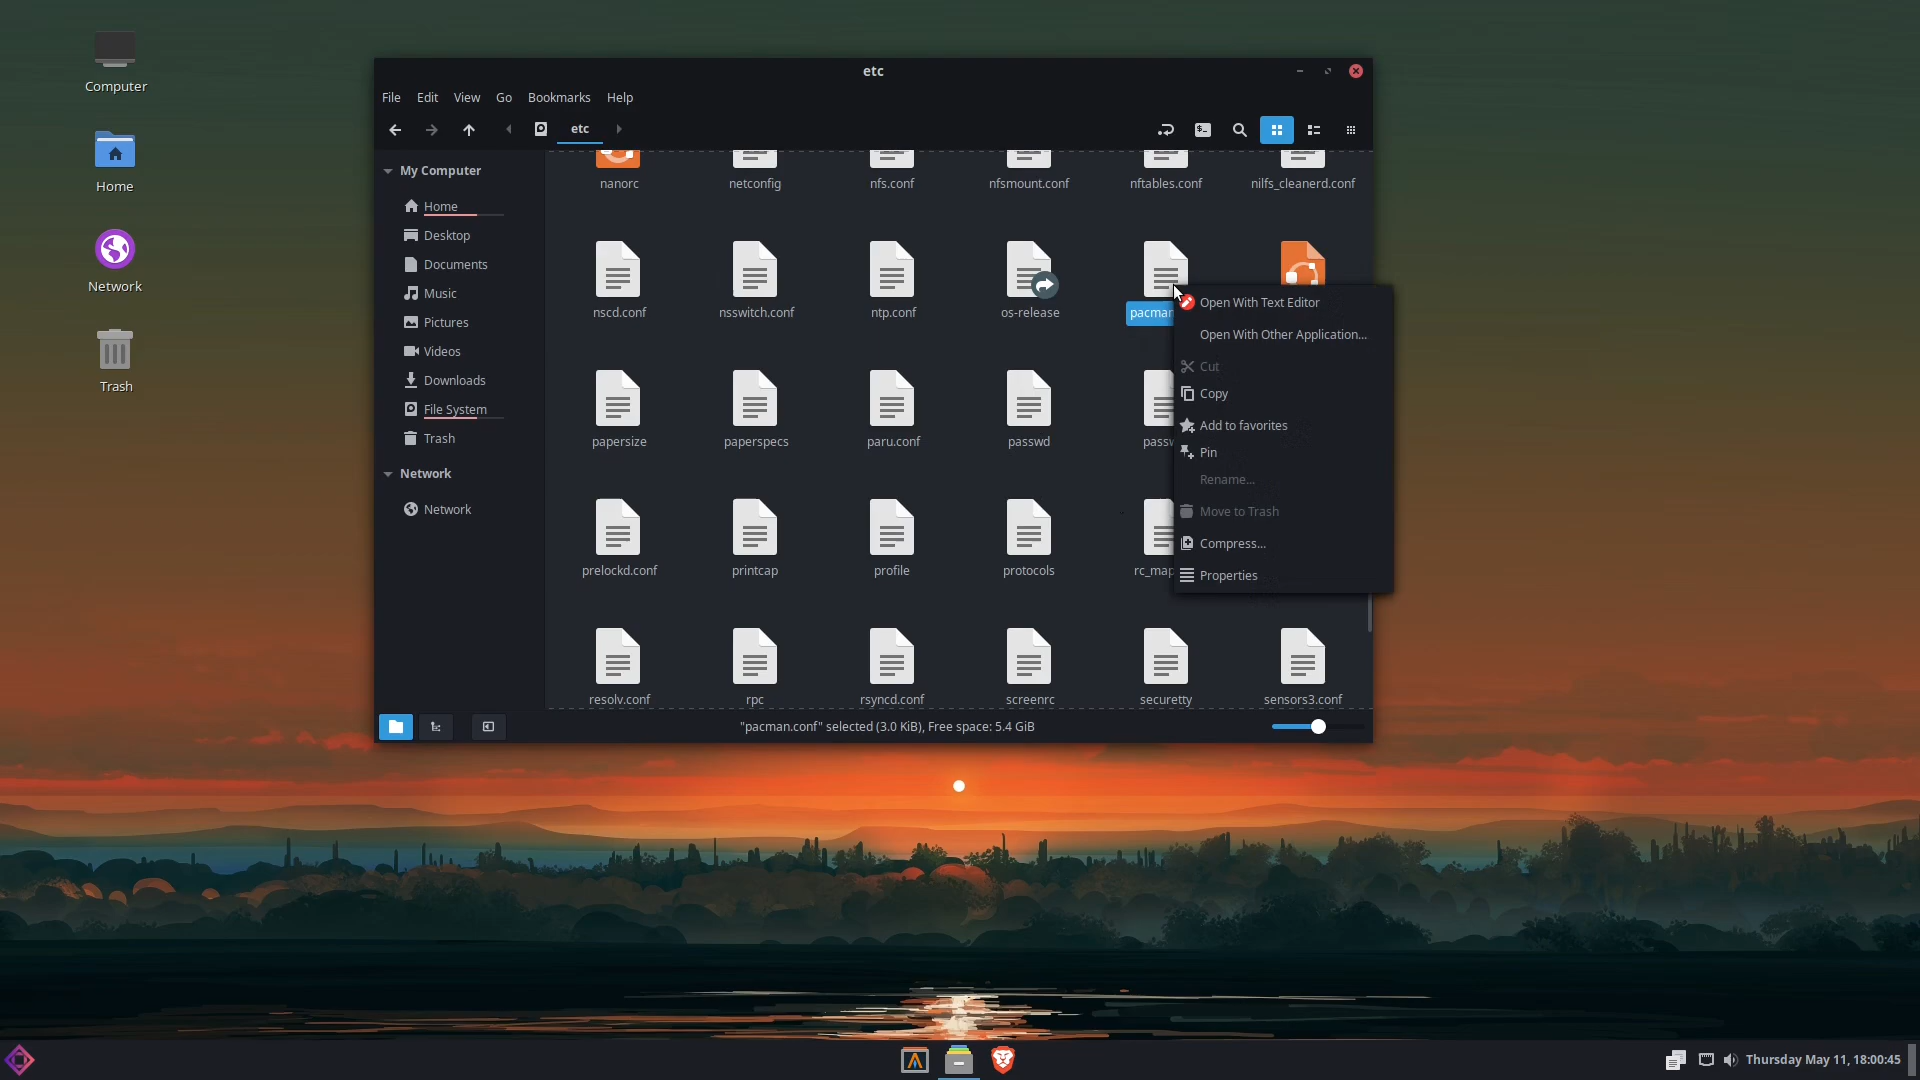 Computer
Home
Network
Trash
etc
File Edit View Go Bookmarks Help
etc
My Computer
Home
Desktop
Documents
Music
Pictures
Videos
Downloads
File System
Trash
Network
Network
nanorc netconfig nfs.conf nfsmount.conf nftables.conf nilfs_cleanerd.conf
nscd.conf nsswitch.conf ntp.conf os-release pacman
papersize paperspecs paru.conf passwd passw
prelockd.conf printcap profile protocols rc_map
resolv.conf rpc rsyncd.conf screenrc securetty sensors3.conf
Open With Text Editor
Open With Other Application...
Cut
Copy
Add to favorites
Pin
Rename...
Move to Trash
Compress...
Properties
"pacman.conf" selected (3.0 KiB), Free space: 5.4 GiB
Thursday May 11, 18:00:45